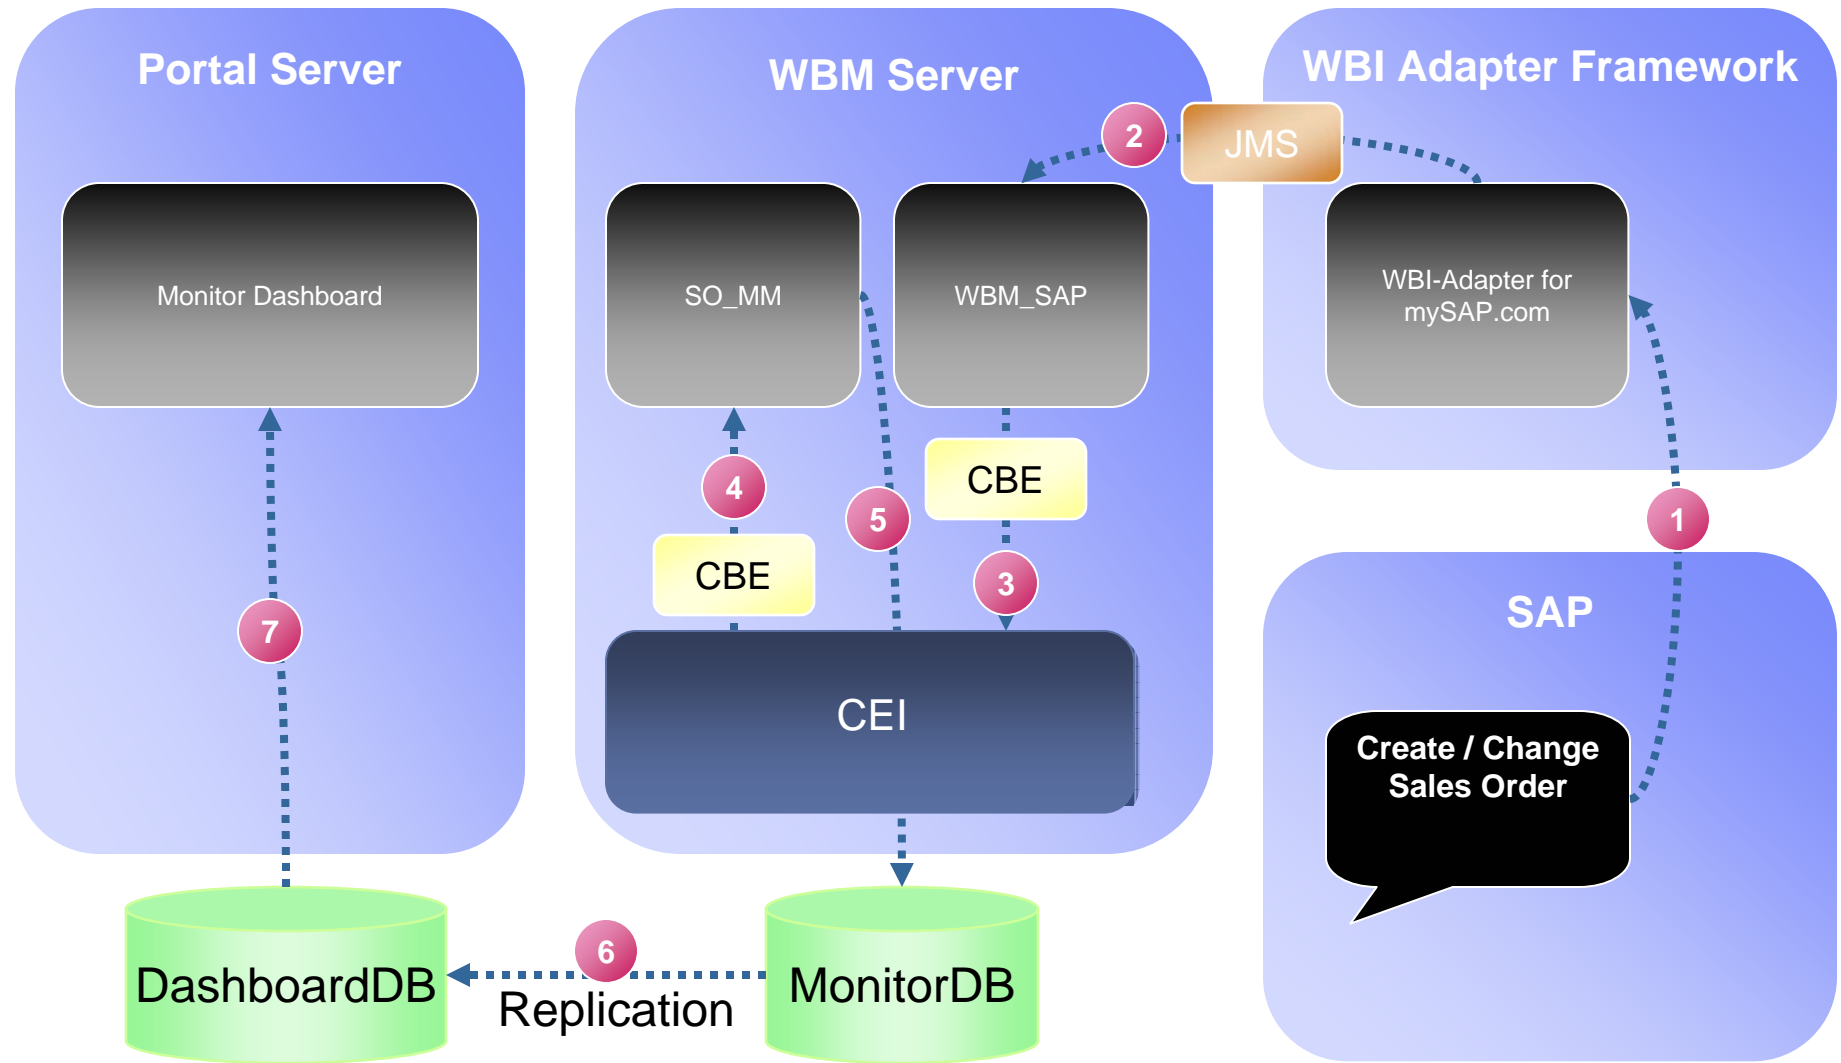 Portal Server
WBM Server
WBI Adapter Framework
2
JMS
Monitor Dashboard
SO_MM
WBM_SAP
WBI-Adapter for
mySAP.com
4
CBE
5
CBE
3
1
7
CEI
SAP
Create / Change
Sales Order
6
DashboardDB
Replication
MonitorDB